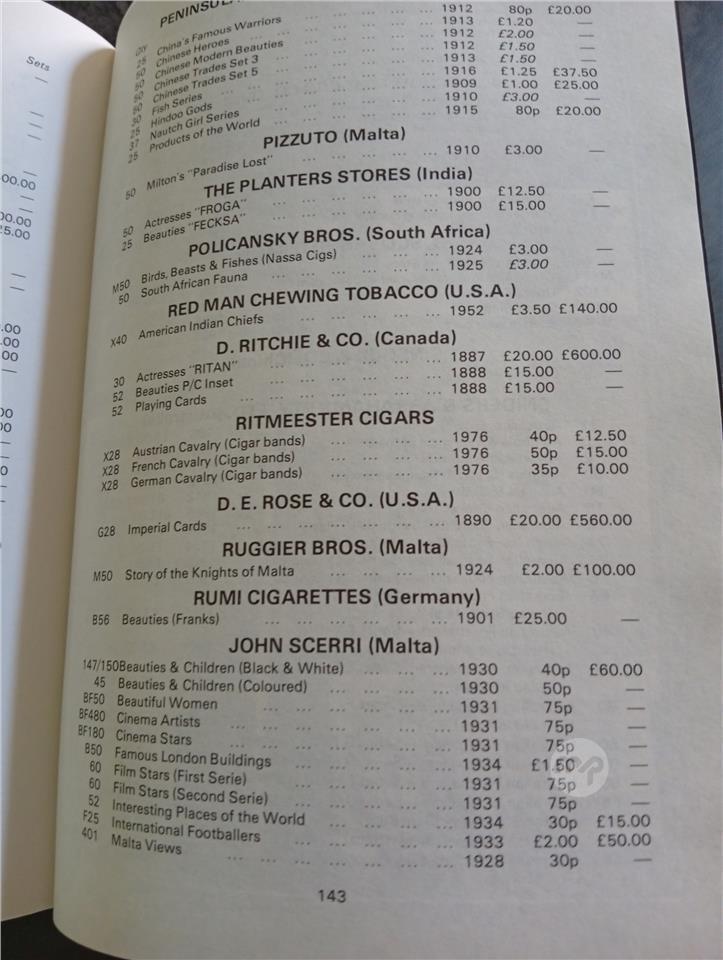 Sets
—
—
—
00.00
—
00.00
5.00
—
—
.00
.00
.00
—
PENINSULA
Qty
25 China's Famous Warriors ... ... ... ... 1912 80p £20.00
50 Chinese Heroes ... ... ... ... 1913 £1.20 —
50 Chinese Modern Beauties ... ... ... ... 1912 £2.00 —
50 Chinese Trades Set 3 ... ... ... ... 1912 £1.50 —
50 Chinese Trades Set 5 ... ... ... ... 1913 £1.50 —
30 Fish Series ... ... ... ... 1916 £1.25 £37.50
25 Hindoo Gods ... ... ... ... 1909 £1.00 £25.00
37 Nautch Girl Series ... ... ... ... 1910 £3.00 —
25 Products of the World ... ... ... ... 1915 80p £20.00
PIZZUTO (Malta)
50 Milton's "Paradise Lost" ... ... ... ... 1910 £3.00 —
THE PLANTERS STORES (India)
50 Actresses "FROGA" ... ... ... ... 1900 £12.50 —
25 Beauties "FECKSA" ... ... ... ... 1900 £15.00 —
POLICANSKY BROS. (South Africa)
M50 Birds, Beasts & Fishes (Nassa Cigs) ... ... ... 1924 £3.00 —
50 South African Fauna ... ... ... ... 1925 £3.00 —
RED MAN CHEWING TOBACCO (U.S.A.)
X40 American Indian Chiefs ... ... ... ... 1952 £3.50 £140.00
D. RITCHIE & CO. (Canada)
30 Actresses "RITAN" ... ... ... ... 1887 £20.00 £600.00
52 Beauties P/C Inset ... ... ... ... 1888 £15.00 —
52 Playing Cards ... ... ... ... 1888 £15.00 —
RITMEESTER CIGARS
X28 Austrian Cavalry (Cigar bands) ... ... ... ... 1976 40p £12.50
X28 French Cavalry (Cigar bands) ... ... ... ... 1976 50p £15.00
X28 German Cavalry (Cigar bands) ... ... ... ... 1976 35p £10.00
D. E. ROSE & CO. (U.S.A.)
G28 Imperial Cards ... ... ... ... 1890 £20.00 £560.00
RUGGIER BROS. (Malta)
M50 Story of the Knights of Malta ... ... ... ... 1924 £2.00 £100.00
RUMI CIGARETTES (Germany)
B56 Beauties (Franks) ... ... ... ... 1901 £25.00 —
JOHN SCERRI (Malta)
147/150 Beauties & Children (Black & White) ... ... ... 1930 40p £60.00
45 Beauties & Children (Coloured) ... ... ... ... 1930 50p —
BF50 Beautiful Women ... ... ... ... 1931 75p —
BF480 Cinema Artists ... ... ... ... 1931 75p —
BF180 Cinema Stars ... ... ... ... 1931 75p —
B50 Famous London Buildings ... ... ... ... 1934 £1.50 —
60 Film Stars (First Serie) ... ... ... ... 1931 75p —
60 Film Stars (Second Serie) ... ... ... ... 1931 75p —
52 Interesting Places of the World ... ... ... 1934 30p £15.00
F25 International Footballers ... ... ... ... 1933 £2.00 £50.00
401 Malta Views ... ... ... ... 1928 30p —
143